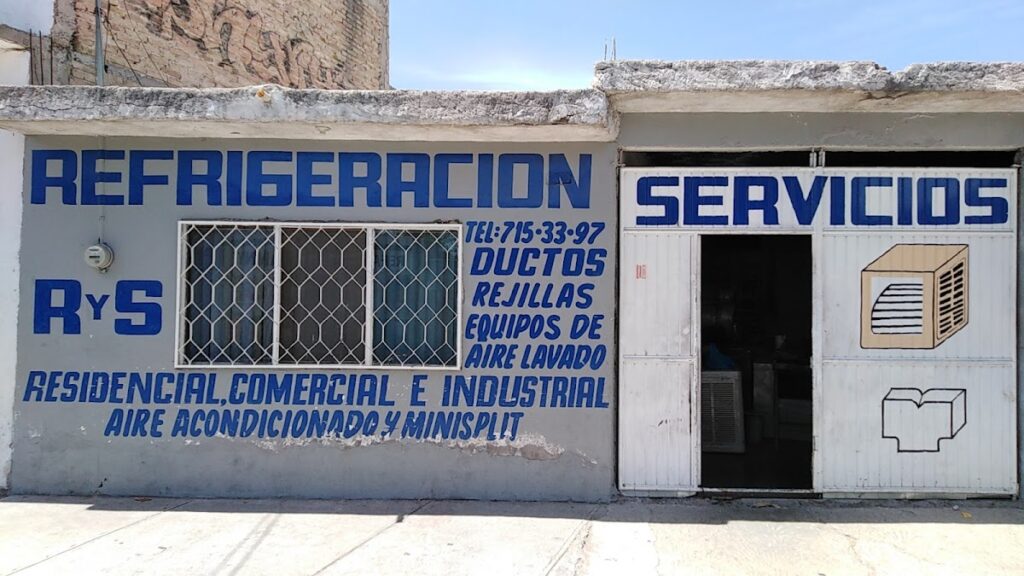 REFRIGERACION
SERVICIOS
TEL: 715-33-97
DUCTOS
REJILLAS
EQUIPOS DE
AIRE LAVADO
RYS
RESIDENCIAL, COMERCIAL E INDUSTRIAL
AIRE ACONDICIONADO Y MINISPLIT